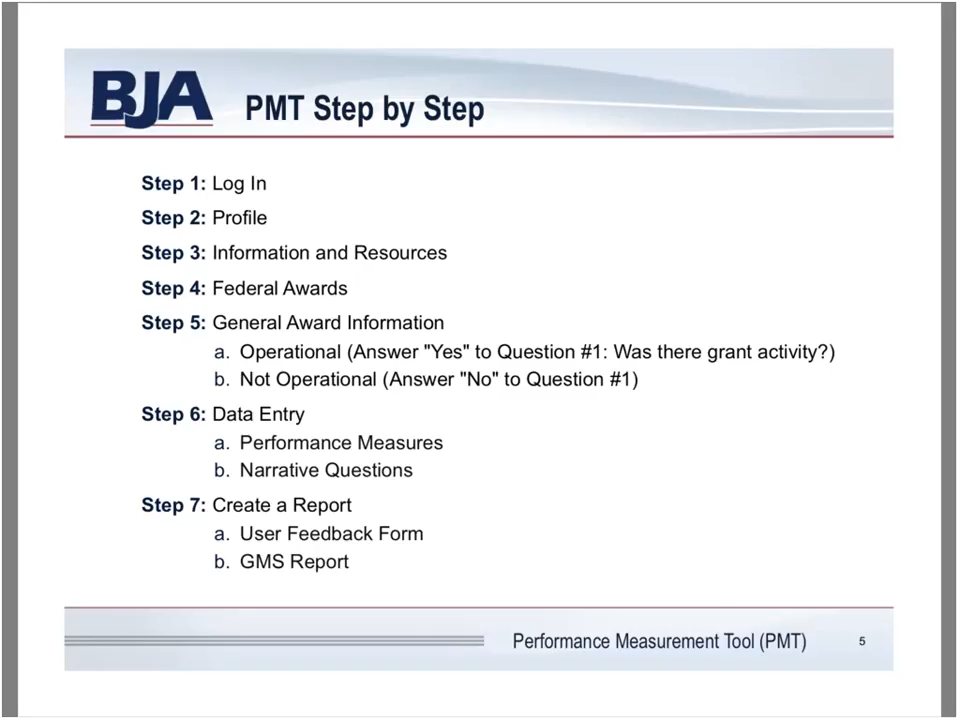 BJA
PMT Step by Step
Step 1: Log In
Step 2: Profile
Step 3: Information and Resources
Step 4: Federal Awards
Step 5: General Award Information
a. Operational (Answer "Yes" to Question #1: Was there grant activity?)
b. Not Operational (Answer "No" to Question #1)
Step 6: Data Entry
a. Performance Measures
b. Narrative Questions
Step 7: Create a Report
a. User Feedback Form
b. GMS Report
Performance Measurement Tool (PMT)
5